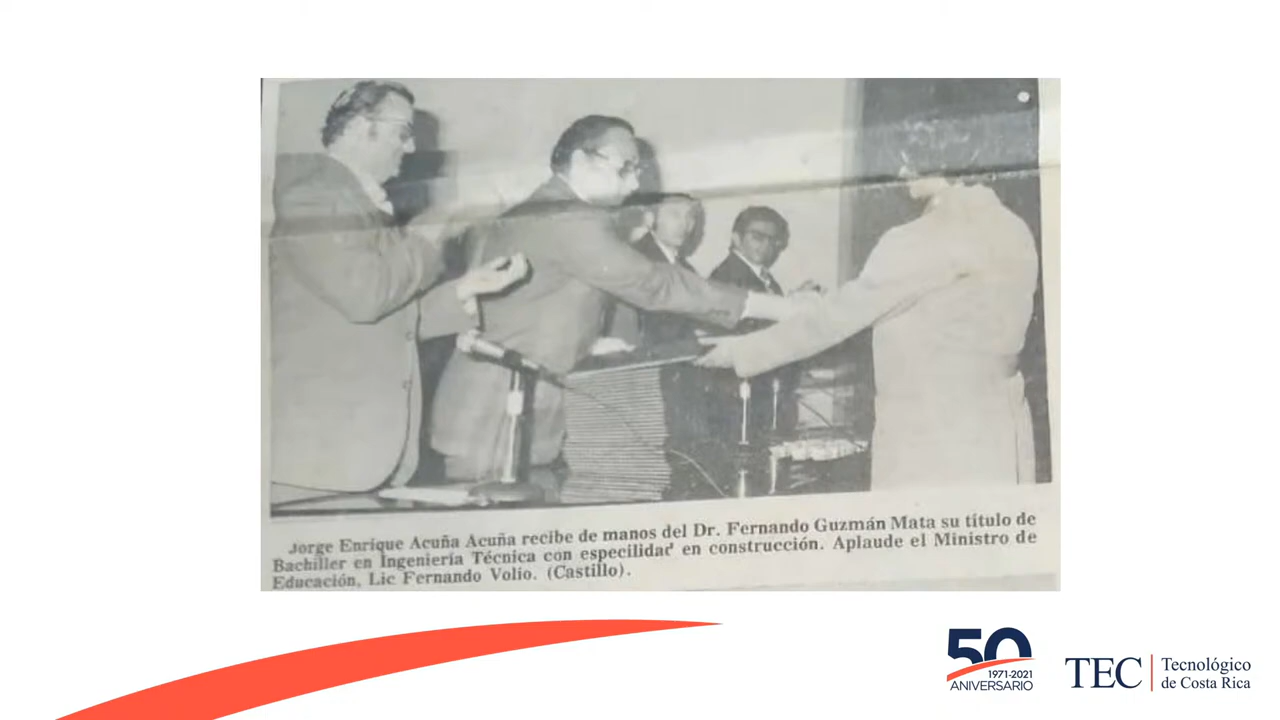 Jorge Enrique Acuña Acuña recibe de manos del Dr. Fernando Guzmán Mata su título de
Bachiller en Ingeniería Técnica con especilidad en construcción. Aplaude el Ministro de
Educación, Lic Fernando Volio. (Castillo).
50
1971-2021
ANIVERSARIO
TEC
Tecnológico
de Costa Rica